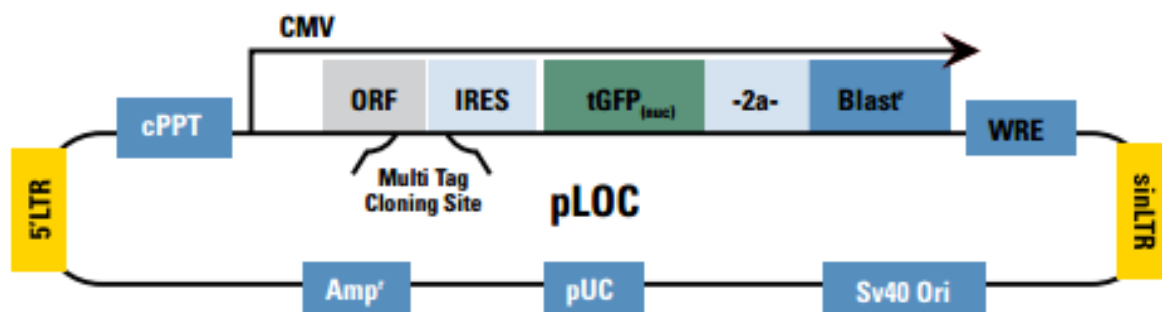 CMV
ORF IRES tGFP(nuc) -2a- Blastʳ
cPPT
WRE
Multi Tag
Cloning Site
pLOC
5'LTR
sinLTR
Ampʳ pUC Sv40 Ori